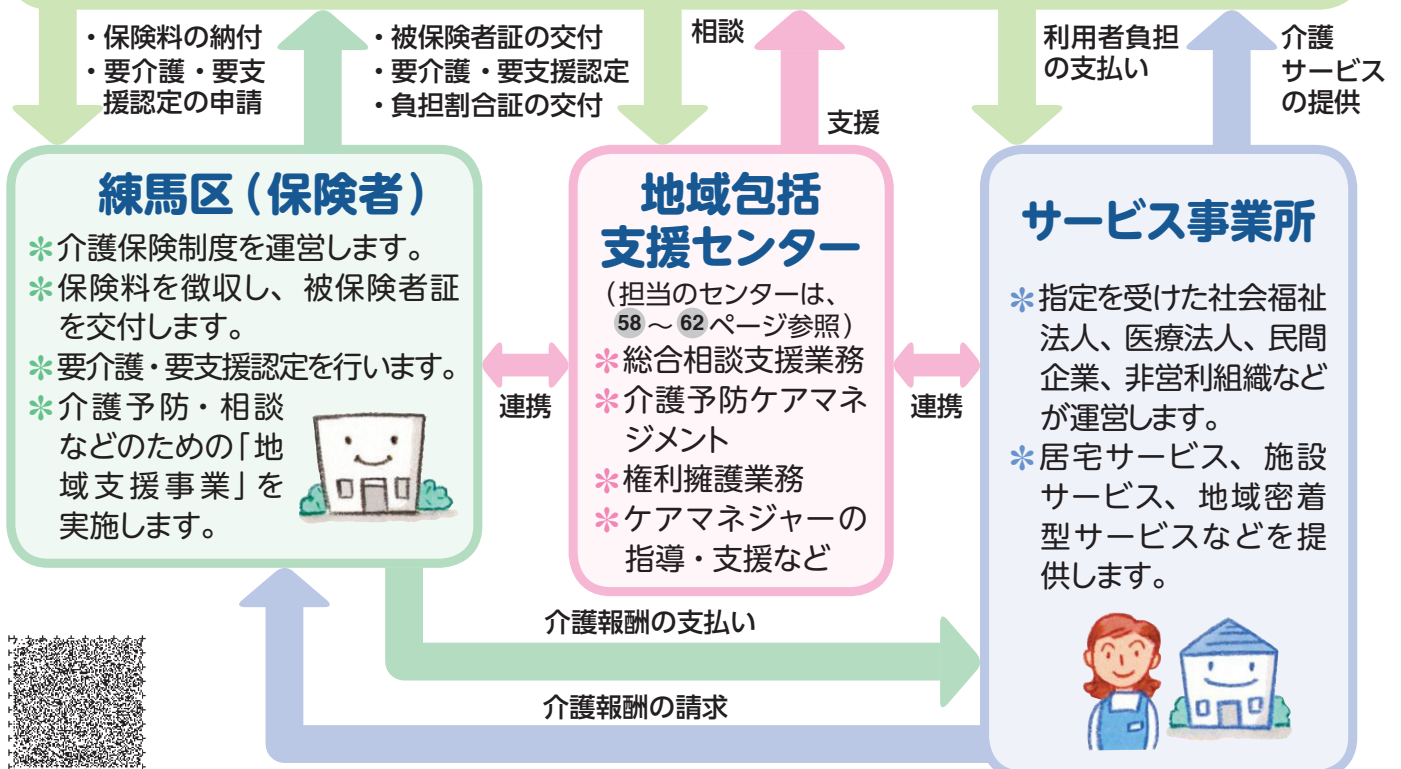 ・保険料の納付
・要介護・要支
援認定の申請
・被保険者証の交付
・要介護・要支援認定
・負担割合証の交付
相談
支援
利用者負担
の支払い
介護
サービス
の提供
練馬区(保険者)
✻介護保険制度を運営します。
✻保険料を徴収し、被保険者証
を交付します。
✻要介護・要支援認定を行います。
✻介護予防・相談
などのための「地
域支援事業」を
実施します。
連携
地域包括
支援センター
(担当のセンターは、
58～62ページ参照)
✻総合相談支援業務
✻介護予防ケアマネ
ジメント
✻権利擁護業務
✻ケアマネジャーの
指導・支援など
連携
サービス事業所
✻指定を受けた社会福祉
法人、医療法人、民間
企業、非営利組織など
が運営します。
✻居宅サービス、施設
サービス、地域密着
型サービスなどを提
供します。
介護報酬の支払い
介護報酬の請求